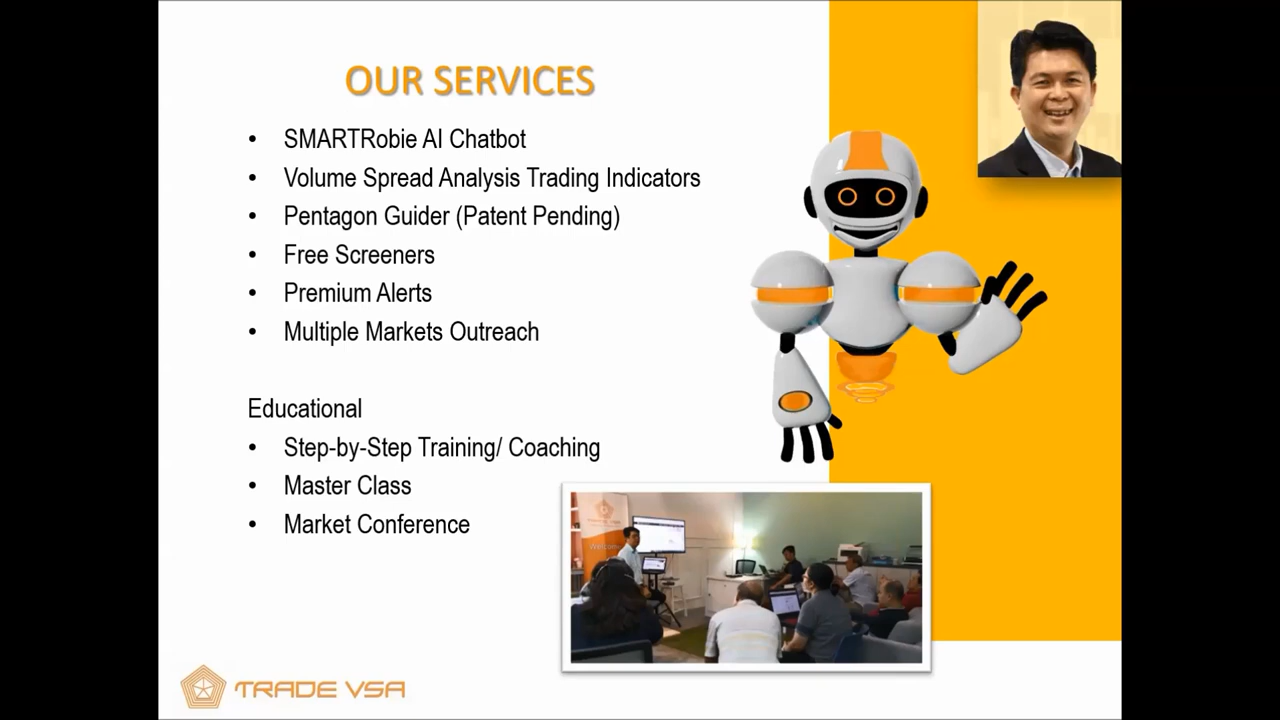 OUR SERVICES
• SMARTRobie AI Chatbot
• Volume Spread Analysis Trading Indicators
• Pentagon Guider (Patent Pending)
• Free Screeners
• Premium Alerts
• Multiple Markets Outreach
Educational
• Step-by-Step Training/ Coaching
• Master Class
• Market Conference
TRADE VSA